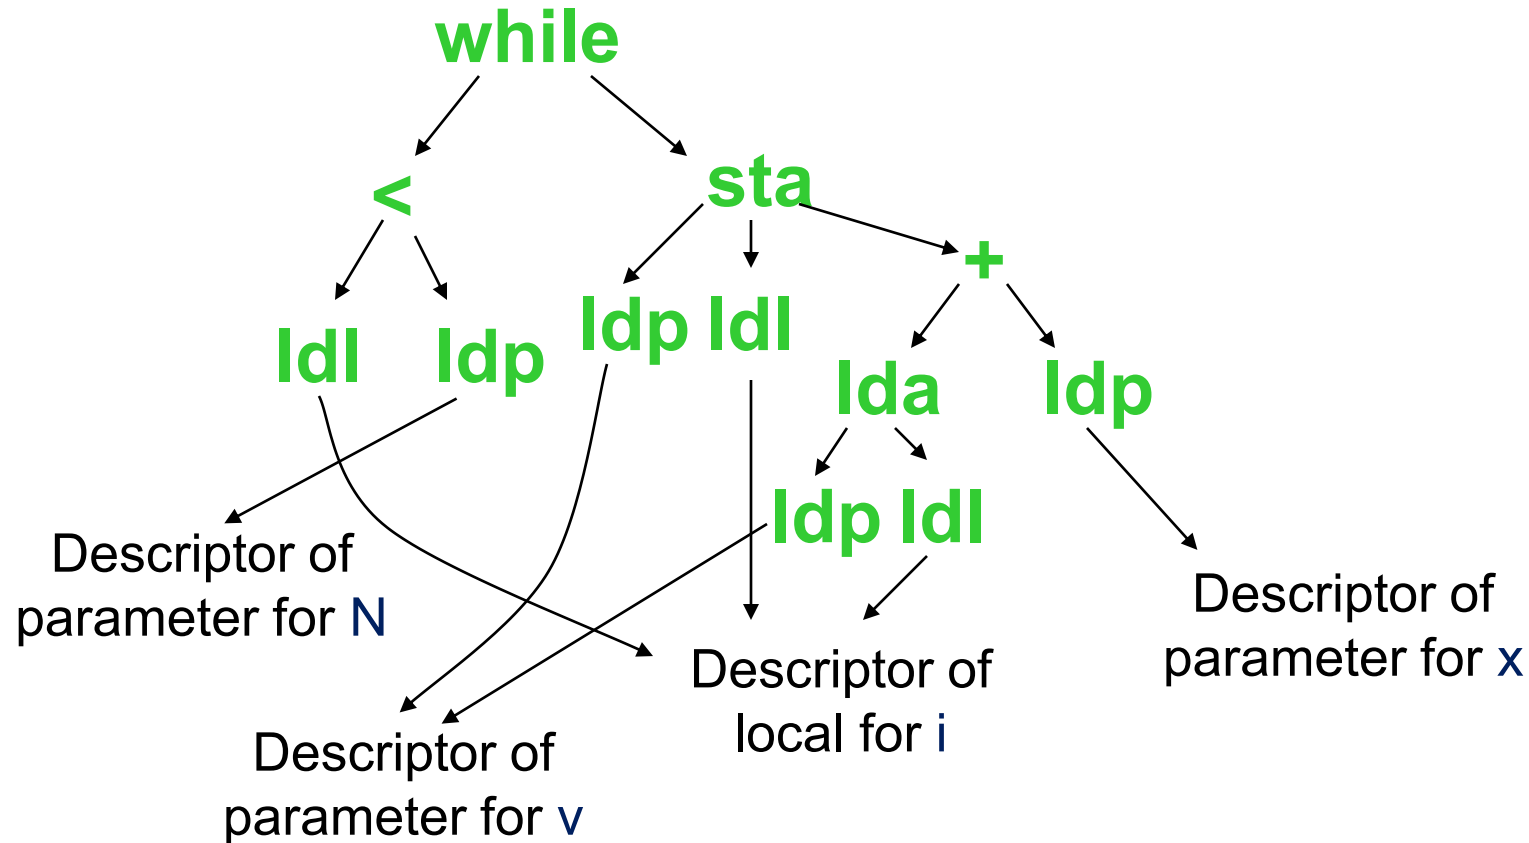 while
< sta
+
ldl ldp ldp ldl
lda ldp
ldp ldl
Descriptor of
parameter for N
Descriptor of
parameter for x
Descriptor of
local for i
Descriptor of
parameter for v